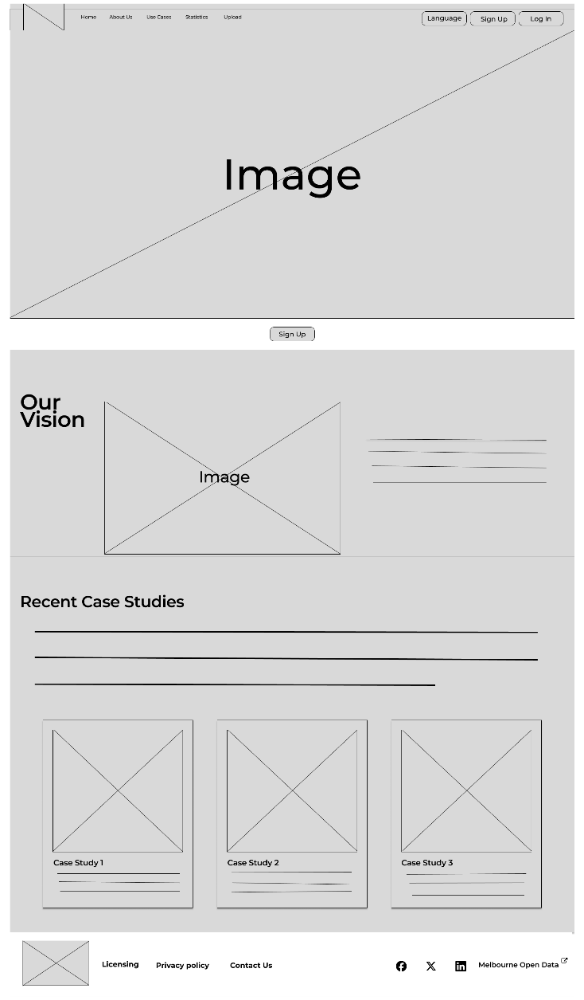 Home About Us Use Cases Statistics Upload Language Sign Up Log In
Image
Sign Up
Our
Vision
Image
Recent Case Studies
Case Study 1 Case Study 2 Case Study 3
Licensing Privacy policy Contact Us Melbourne Open Data